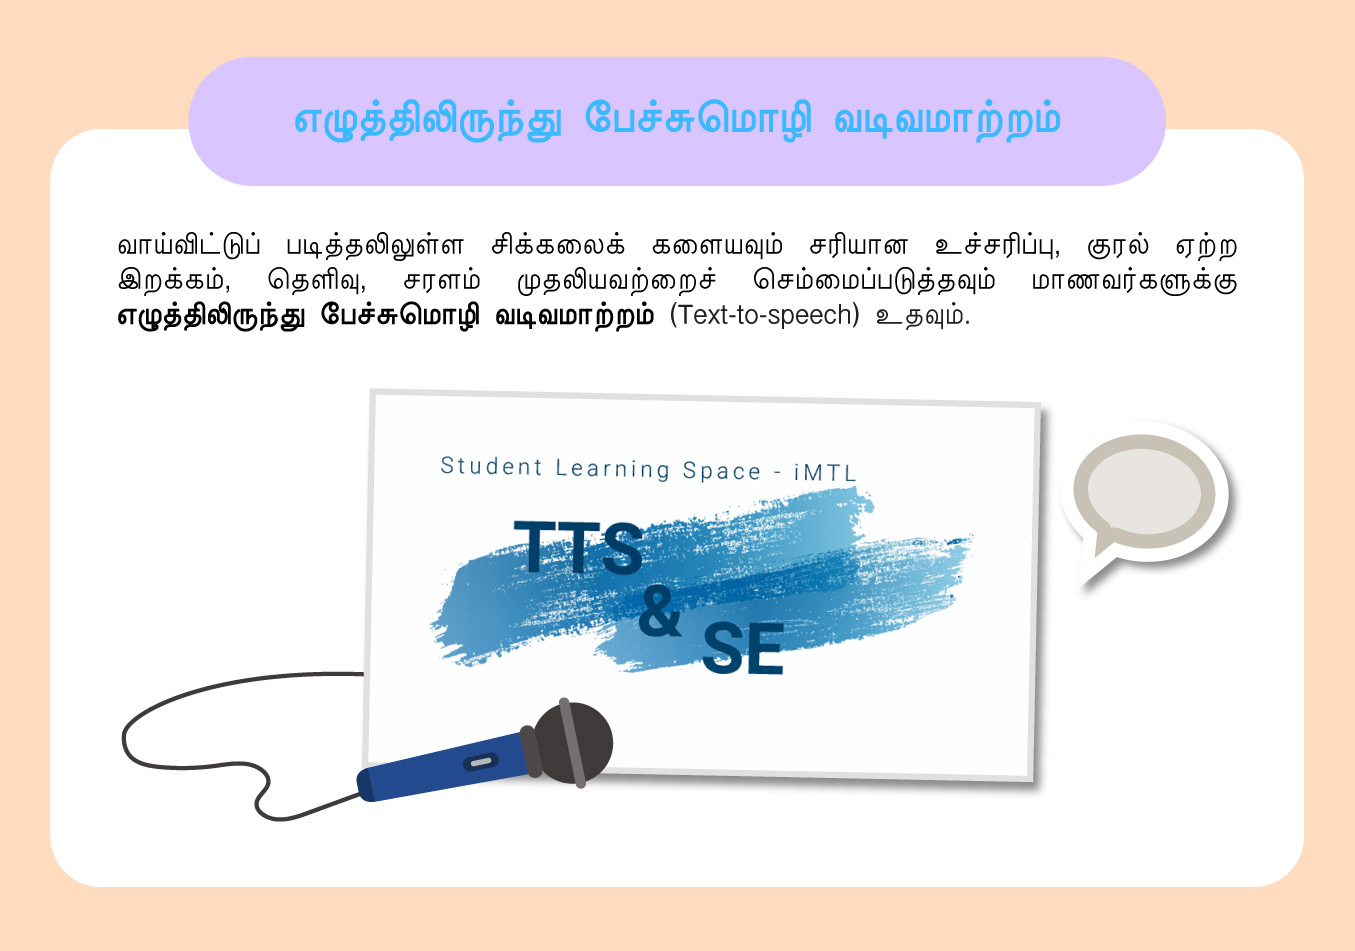 எழுத்திலிருந்து பேச்சுமொழி வடிவமாற்றம்
வாய்விட்டுப் படித்தலிலுள்ள சிக்கலைக் களையவும் சரியான உச்சரிப்பு, குரல் ஏற்ற
இறக்கம், தெளிவு, சரளம் முதலியவற்றைச் செம்மைப்படுத்தவும் மாணவர்களுக்கு
எழுத்திலிருந்து பேச்சுமொழி வடிவமாற்றம் (Text-to-speech) உதவும்.
Student Learning Space - iMTL
TTS
&
SE